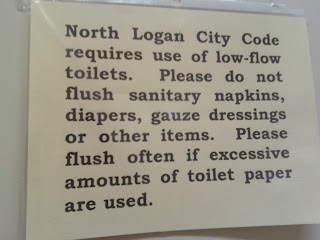 North Logan City Code
requires use of low-flow
toilets. Please do not
flush sanitary napkins,
diapers, gauze dressings
or other items. Please
flush often if excessive
amounts of toilet paper
are used.